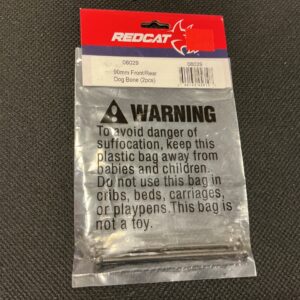 REDCAT
06029 06029
90mm Front/Rear
Dog Bone (2pcs)
WARNING
To avoid danger of
suffocation, keep this
plastic bag away from
babies and children.
Do not use this bag in
cribs, beds, carriages,
or playpens. This bag is
not a toy.